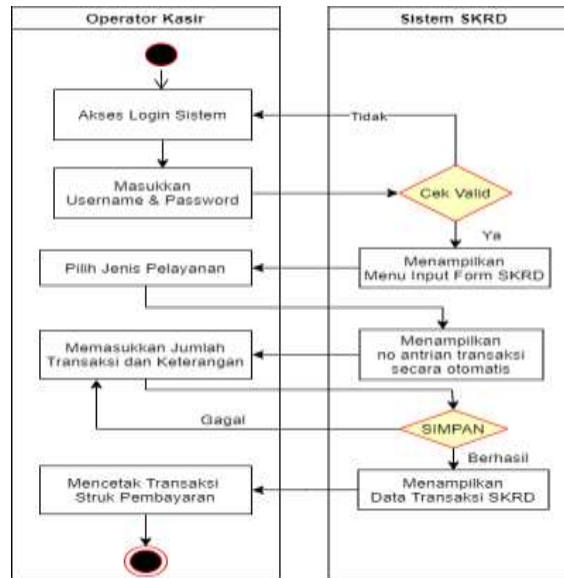 Operator Kasir
Sistem SKRD
Akses Login Sistem
Tidak
Masukkan
Username & Password
Cek Valid
Ya
Pilih Jenis Pelayanan
Menampilkan
Menu Input Form SKRD
Menampilkan
no antrian transaksi
secara otomatis
Memasukkan Jumlah
Transaksi dan Keterangan
Gagal
SIMPAN
Berhasil
Menampilkan
Data Transaksi SKRD
Mencetak Transaksi
Struk Pembayaran